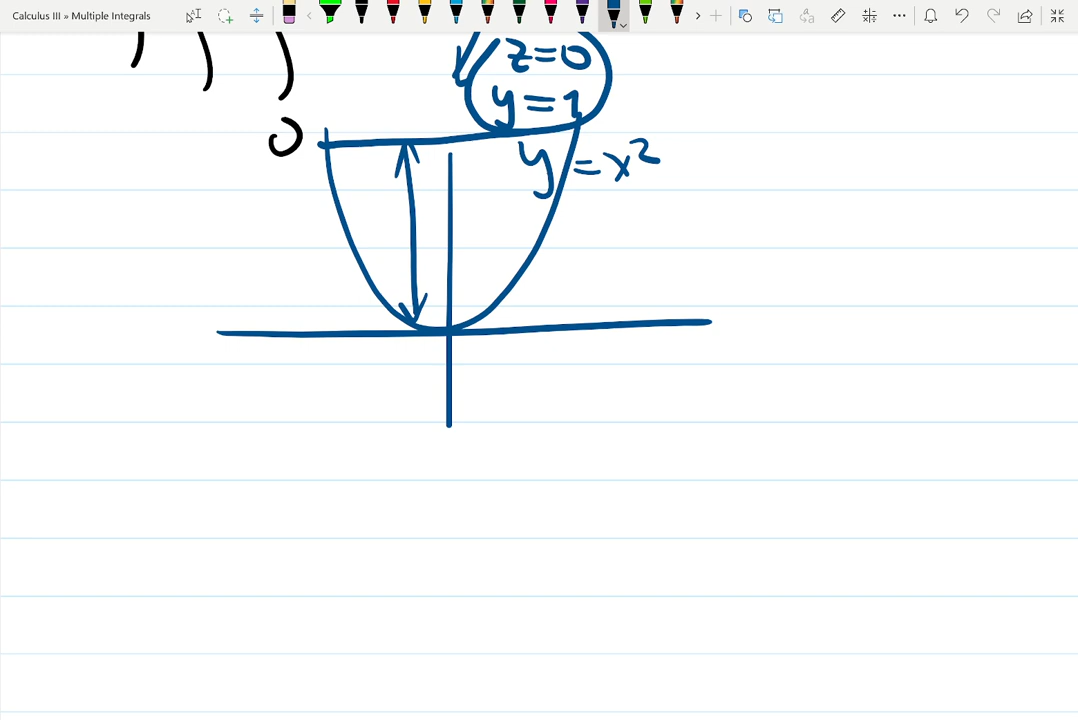 Calculus III » Multiple Integrals
z=0
y=1
0
y=x²